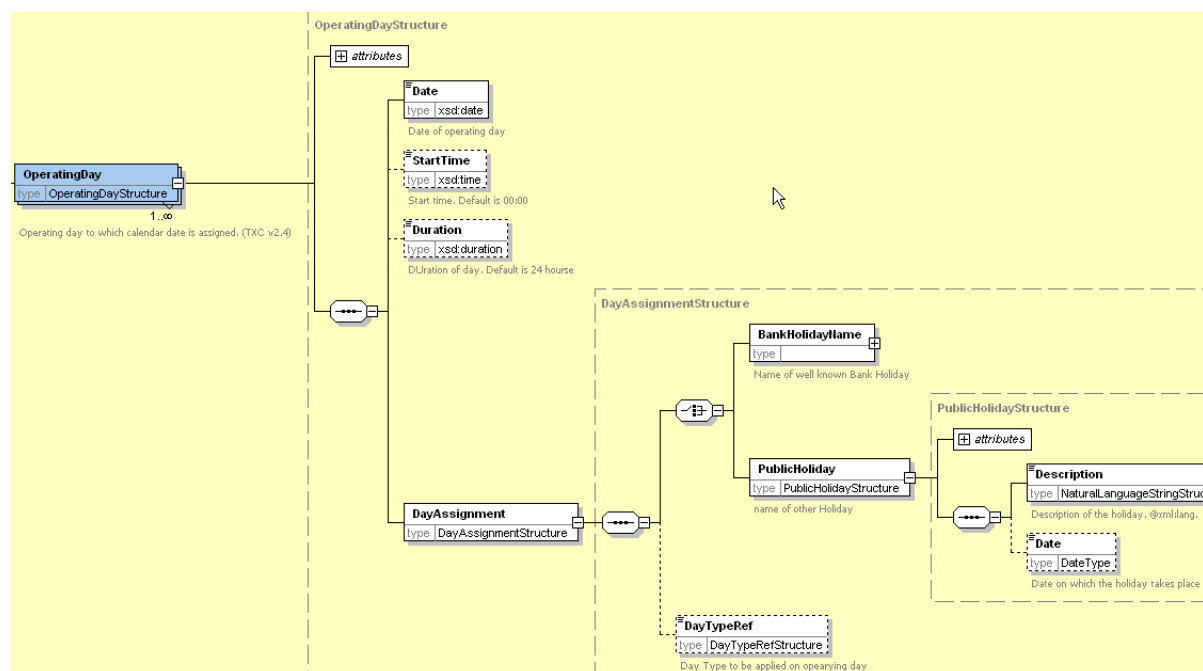 OperatingDayStructure
attributes
Date
type xsd:date
Date of operating day
StartTime
type xsd:time
Start time. Default is 00:00
OperatingDay
type OperatingDayStructure
1..∞
Operating day to which calendar date is assigned. (TXC v2.4)
Duration
type xsd:duration
DUration of day. Default is 24 hourse
DayAssignmentStructure
BankHolidayName
type
Name of well known Bank Holiday
PublicHolidayStructure
attributes
PublicHoliday
type PublicHolidayStructure
name of other Holiday
Description
type NaturalLanguageStringStruc
Description of the holiday. @xml:lang.
DayAssignment
type DayAssignmentStructure
Date
type DateType
Date on which the holiday takes place
DayTypeRef
type DayTypeRefStructure
Day Type to be applied on opearying day